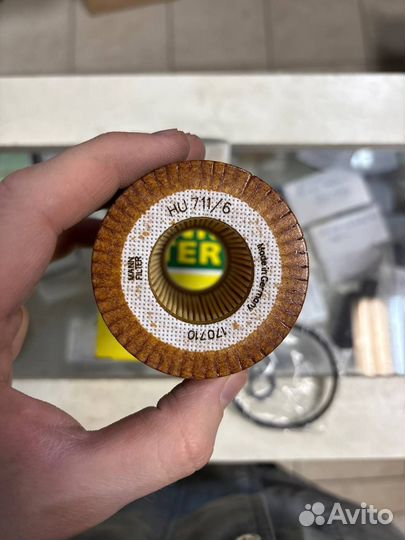 HU 711/6
MANN
FILTER
Made in Germany
170710
TER
Avito